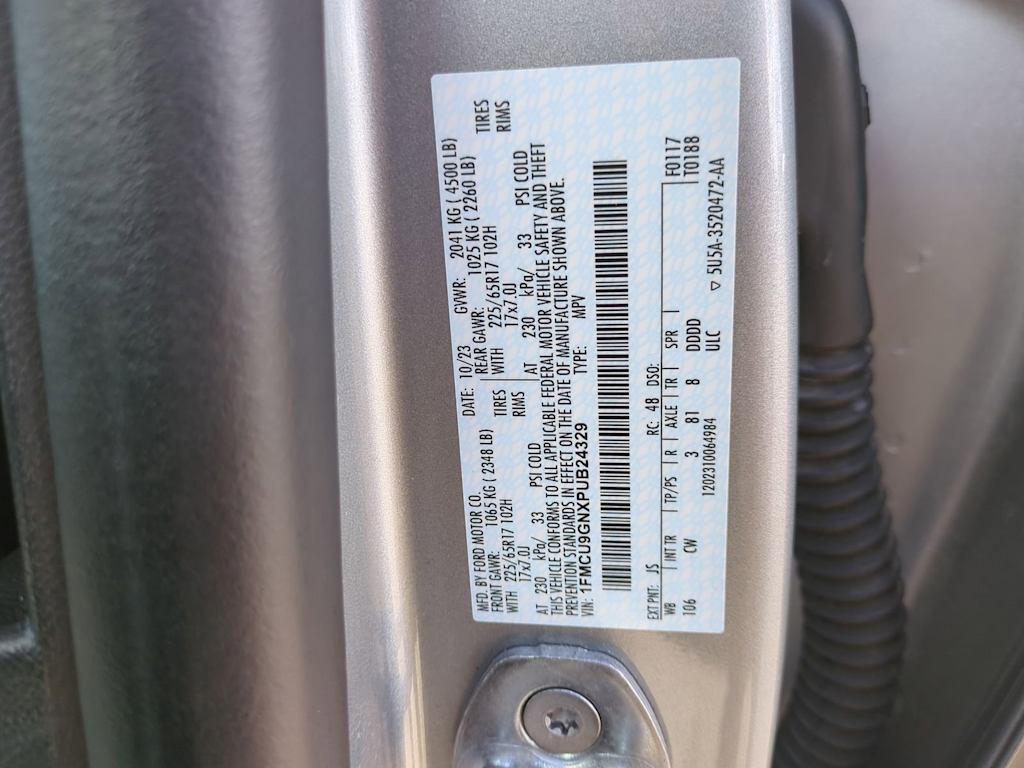 MFD. BY FORD MOTOR CO. DATE: 10/23 GVWR: 2041 KG ( 4500 LB)
FRONT GAWR: 1065 KG ( 2348 LB) REAR GAWR: 1025 KG ( 2260 LB)
WITH 225/65R17 102H TIRES WITH 225/65R17 102H TIRES
17x7.0J RIMS 17x7.0J RIMS
AT 230 kPa/ 33 PSI COLD AT 230 kPa/ 33 PSI COLD
THIS VEHICLE CONFORMS TO ALL APPLICABLE FEDERAL MOTOR VEHICLE SAFETY AND THEFT
PREVENTION STANDARDS IN EFFECT ON THE DATE OF MANUFACTURE SHOWN ABOVE.
VIN: 1FMCU9GNXPUB24329 TYPE: MPV
EXT PNT: JS RC: 48 DSO: F0117
WB INT TR TP/PS R AXLE TR SPR T0188
106 CW 3 81 8 DDDD
120231006498​4 ULC ▽ 5U5A-3520472-AA